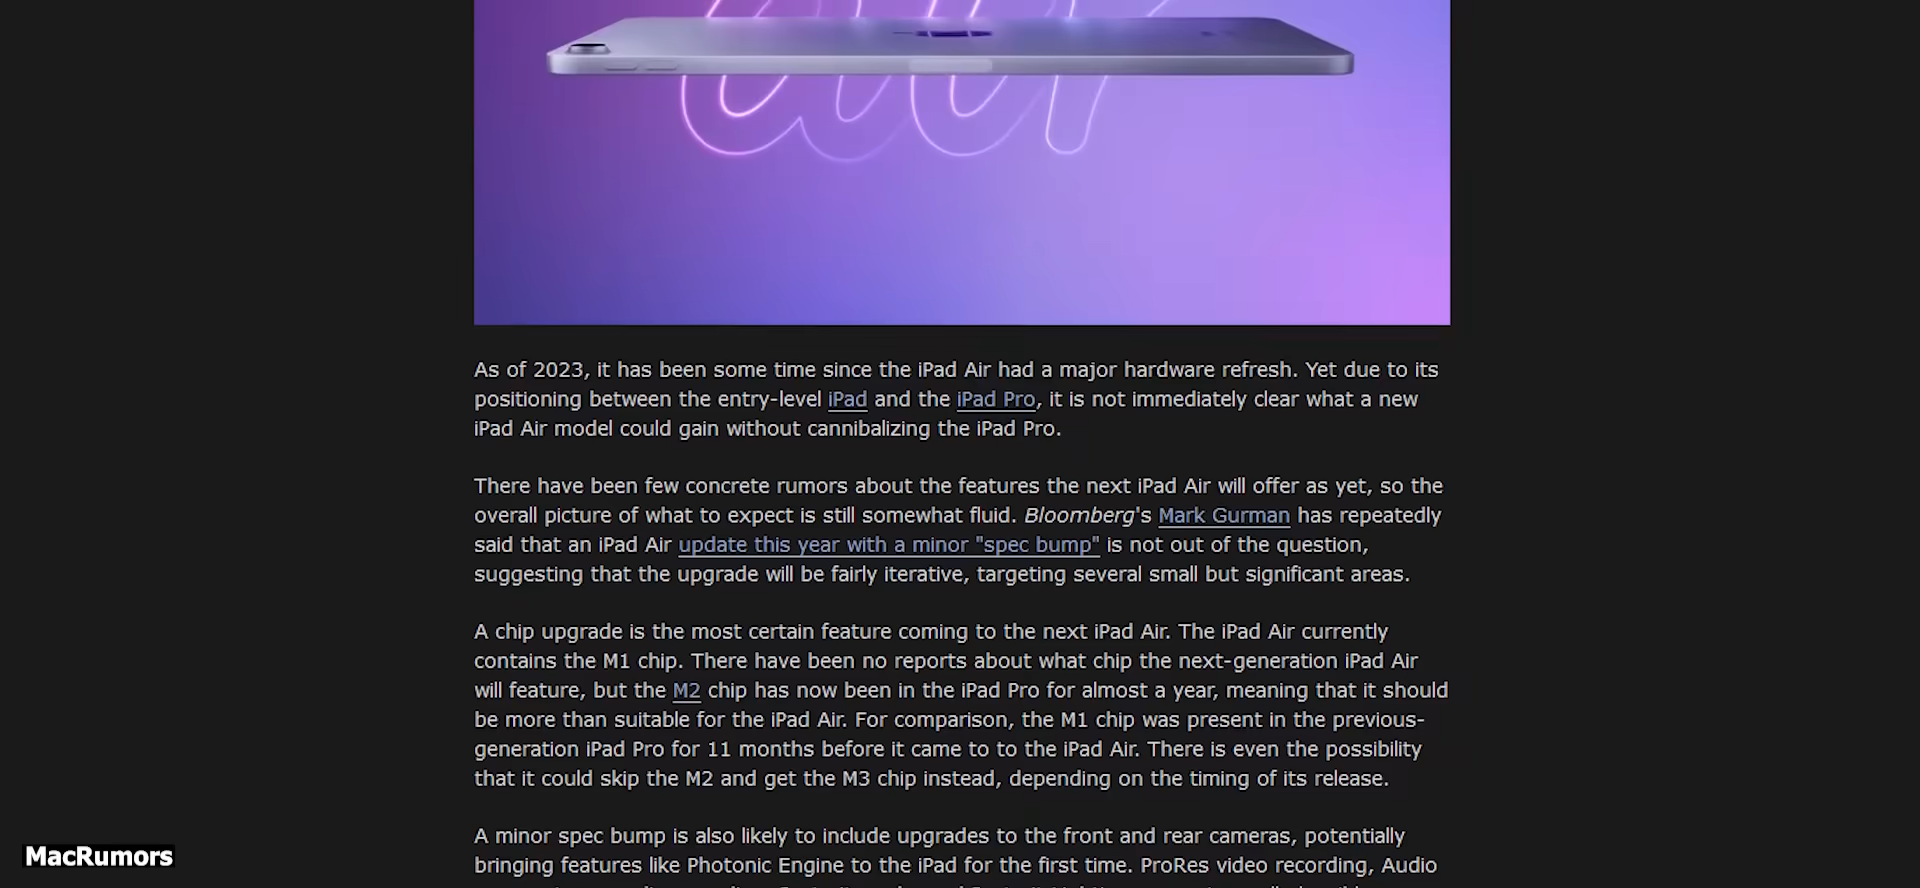 air
As of 2023, it has been some time since the iPad Air had a major hardware refresh. Yet due to its
positioning between the entry-level iPad and the iPad Pro, it is not immediately clear what a new
iPad Air model could gain without cannibalizing the iPad Pro.
There have been few concrete rumors about the features the next iPad Air will offer as yet, so the
overall picture of what to expect is still somewhat fluid. Bloomberg's Mark Gurman has repeatedly
said that an iPad Air update this year with a minor "spec bump" is not out of the question,
suggesting that the upgrade will be fairly iterative, targeting several small but significant areas.
A chip upgrade is the most certain feature coming to the next iPad Air. The iPad Air currently
contains the M1 chip. There have been no reports about what chip the next-generation iPad Air
will feature, but the M2 chip has now been in the iPad Pro for almost a year, meaning that it should
be more than suitable for the iPad Air. For comparison, the M1 chip was present in the previous-
generation iPad Pro for 11 months before it came to to the iPad Air. There is even the possibility
that it could skip the M2 and get the M3 chip instead, depending on the timing of its release.
A minor spec bump is also likely to include upgrades to the front and rear cameras, potentially
bringing features like Photonic Engine to the iPad for the first time. ProRes video recording, Audio
MacRumors